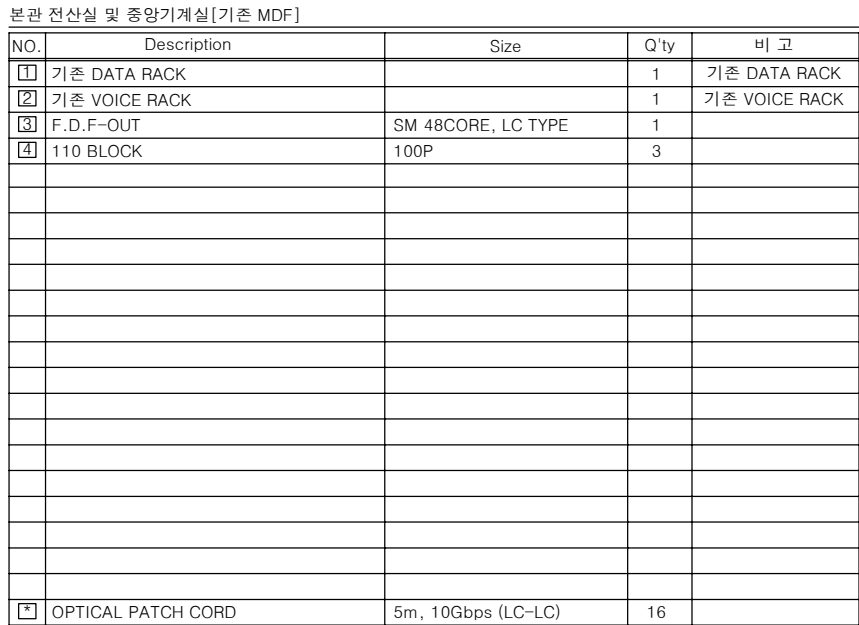 본관 전산실 및 중앙기계실[기존 MDF]
NO. Description Size Q'ty 비 고
1 기존 DATA RACK 1 기존 DATA RACK
2 기존 VOICE RACK 1 기존 VOICE RACK
3 F.D.F-OUT SM 48CORE, LC TYPE 1
4 110 BLOCK 100P 3
* OPTICAL PATCH CORD 5m, 10Gbps (LC-LC) 16